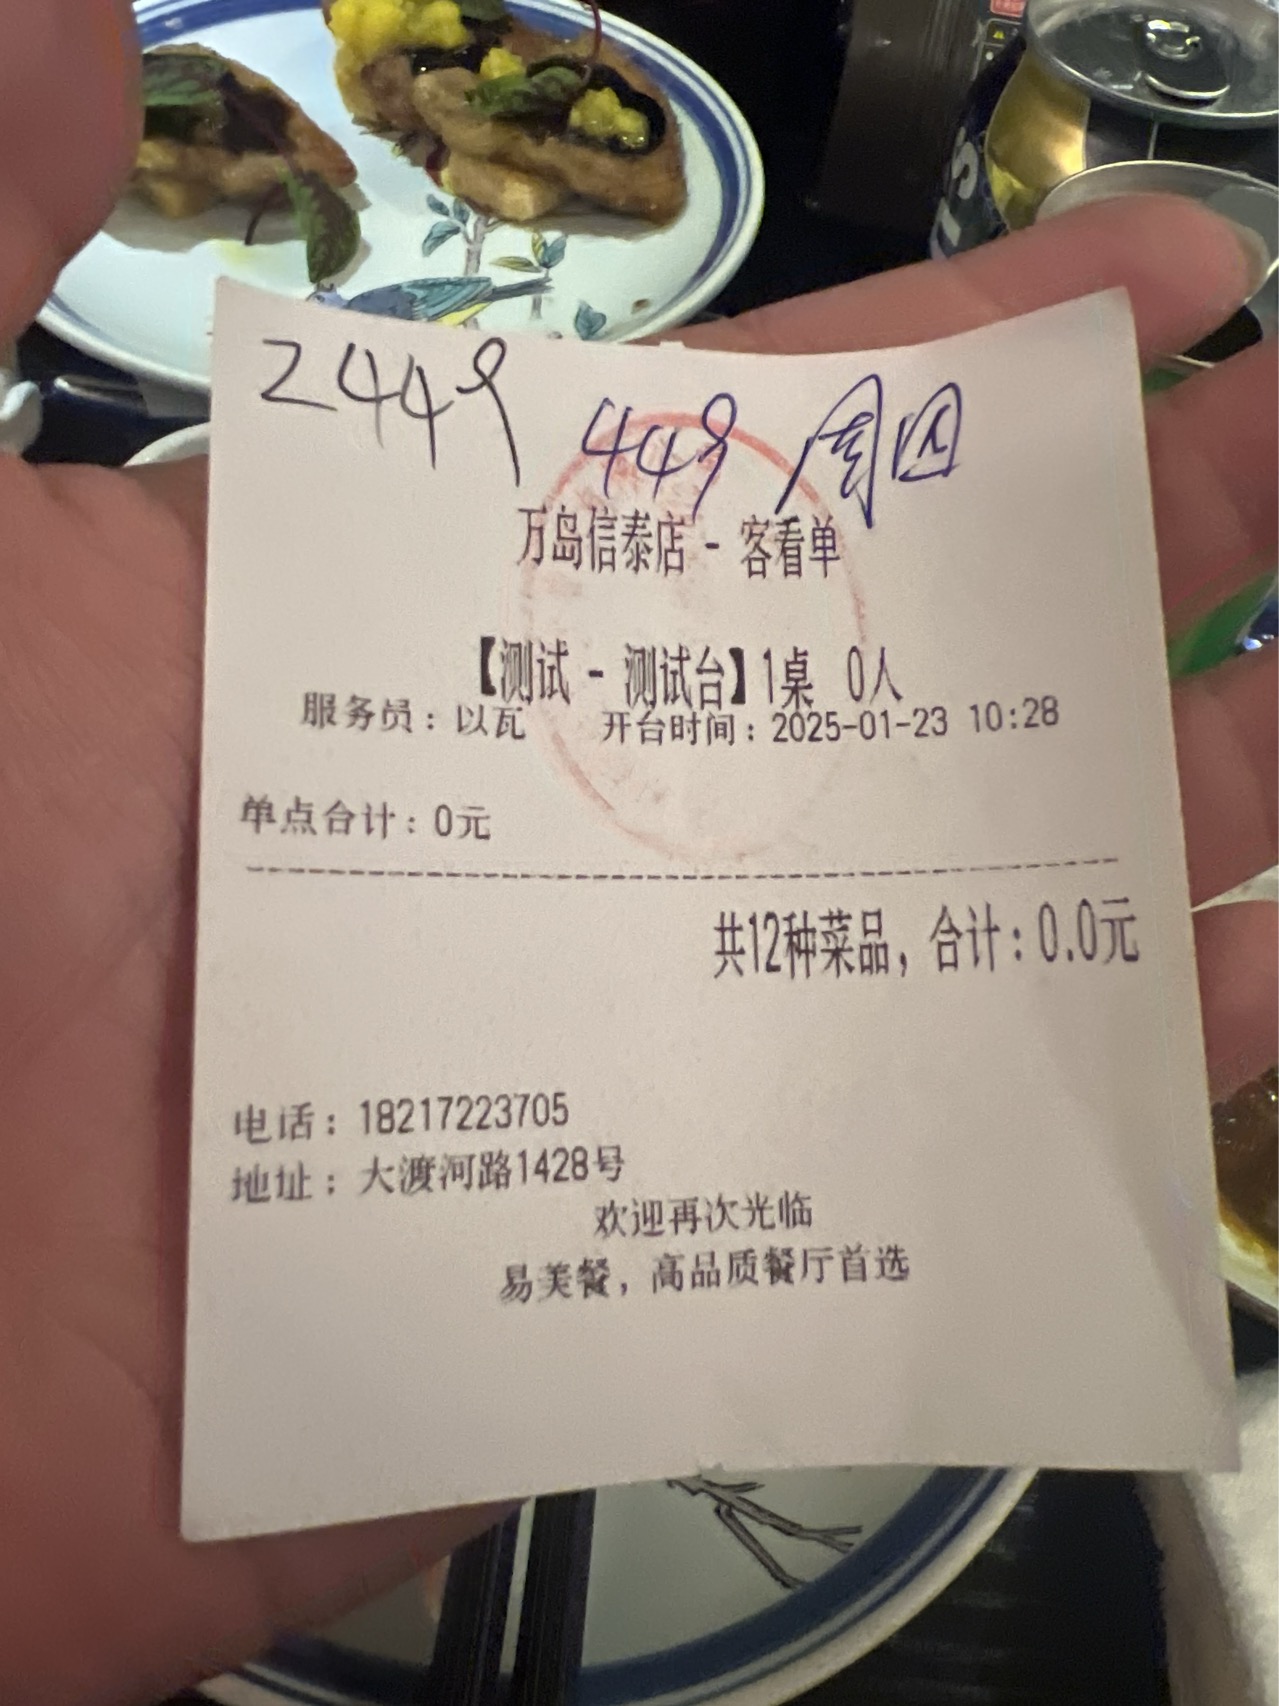 2449
449 周四
万岛信泰店 - 客看单
【测试 - 测试台】1桌 0人
服务员：以瓦 开台时间：2025-01-23 10:28
单点合计：0元
共12种菜品，合计：0.0元
电话：18217223705
地址：大渡河路1428号
欢迎再次光临
易美餐，高品质餐厅首选